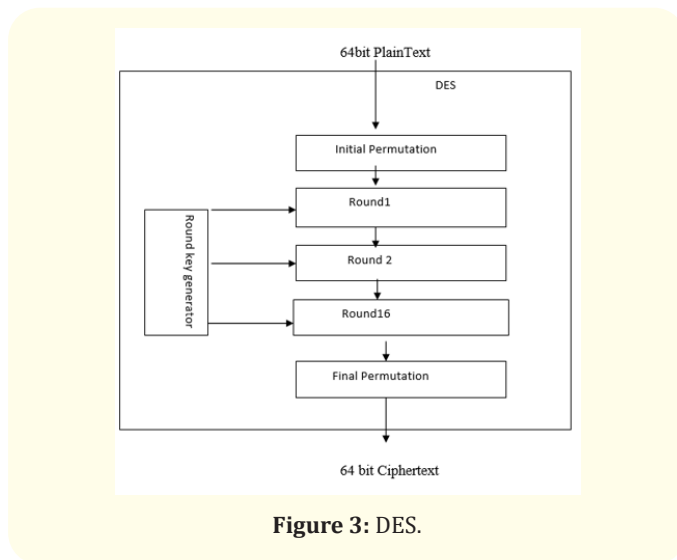 64bit PlainText
DES
Initial Permutation
Round1
Round key generator
Round 2
Round16
Final Permutation
64 bit Ciphertext
Figure 3: DES.